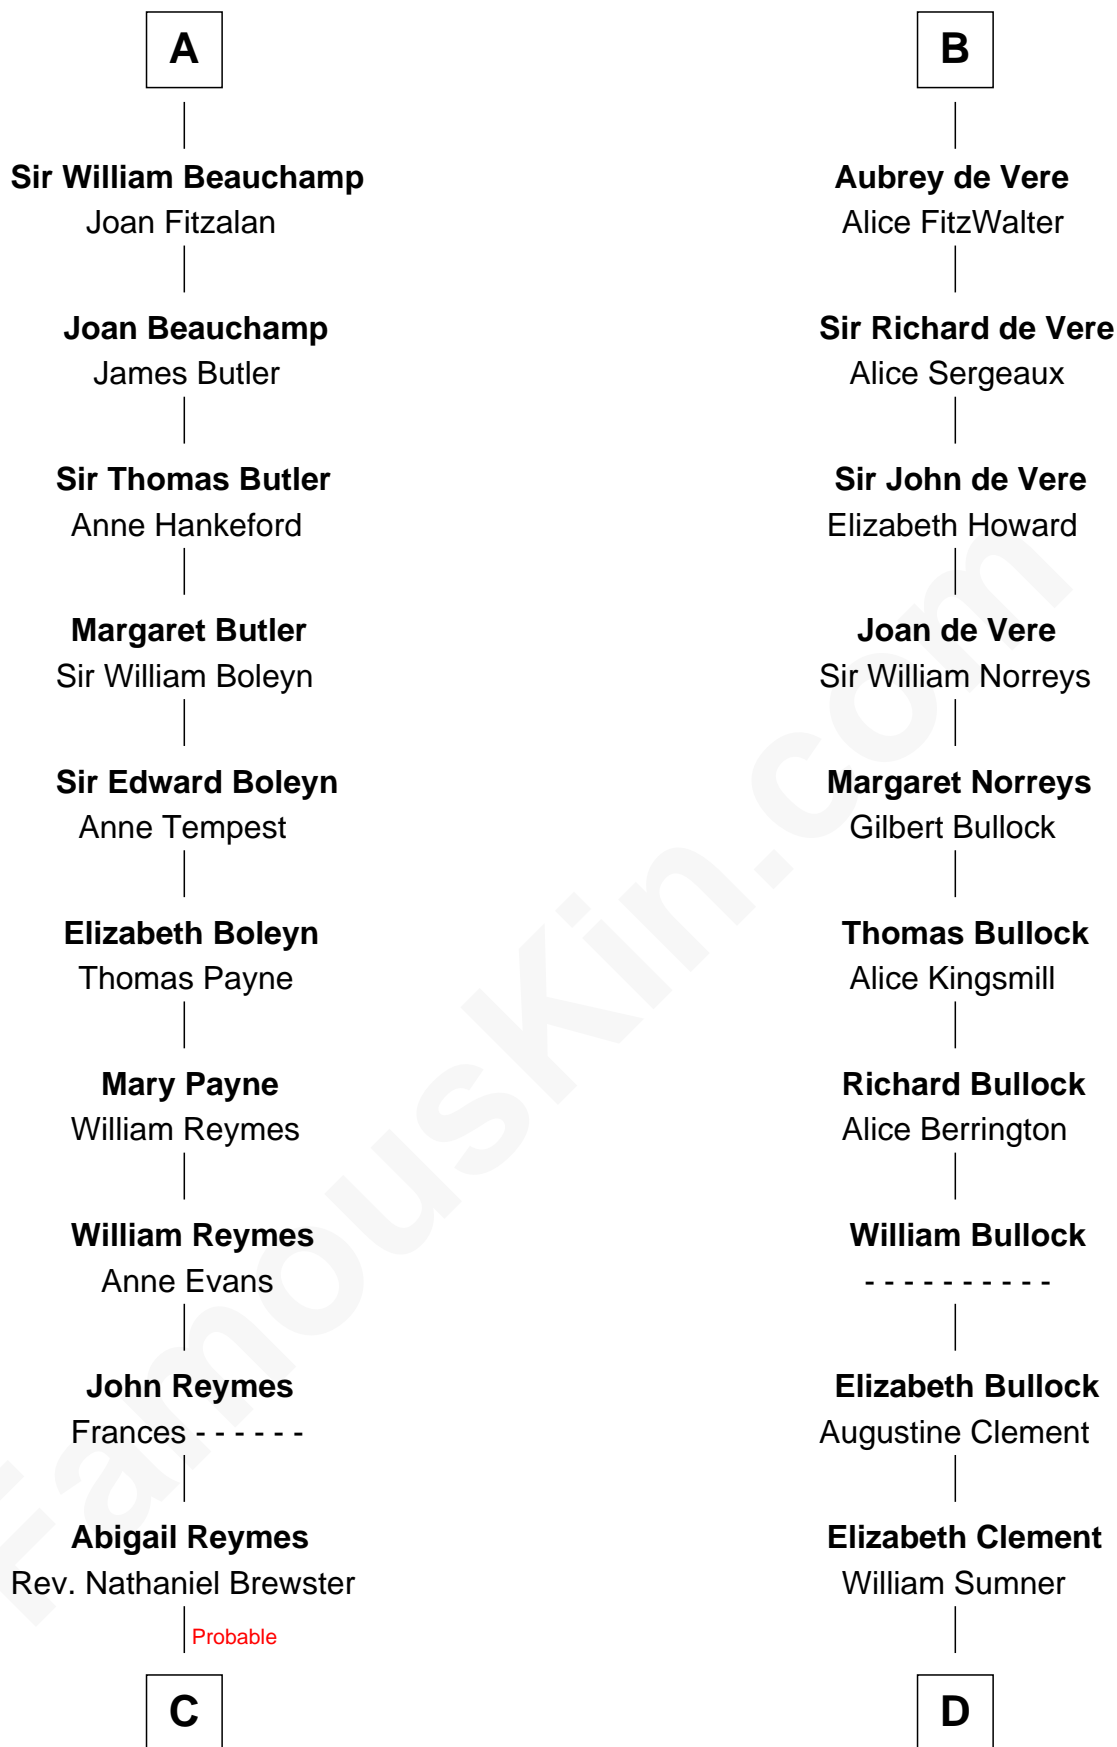 A
Sir William Beauchamp
Joan Fitzalan
Joan Beauchamp
James Butler
Sir Thomas Butler
Anne Hankeford
Margaret Butler
Sir William Boleyn
Sir Edward Boleyn
Anne Tempest
Elizabeth Boleyn
Thomas Payne
Mary Payne
William Reymes
William Reymes
Anne Evans
John Reymes
Frances - - - - - -
Abigail Reymes
Rev. Nathaniel Brewster
Probable
C
B
Aubrey de Vere
Alice FitzWalter
Sir Richard de Vere
Alice Sergeaux
Sir John de Vere
Elizabeth Howard
Joan de Vere
Sir William Norreys
Margaret Norreys
Gilbert Bullock
Thomas Bullock
Alice Kingsmill
Richard Bullock
Alice Berrington
William Bullock
- - - - - - - - - -
Elizabeth Bullock
Augustine Clement
Elizabeth Clement
William Sumner
D
FamousKin.com